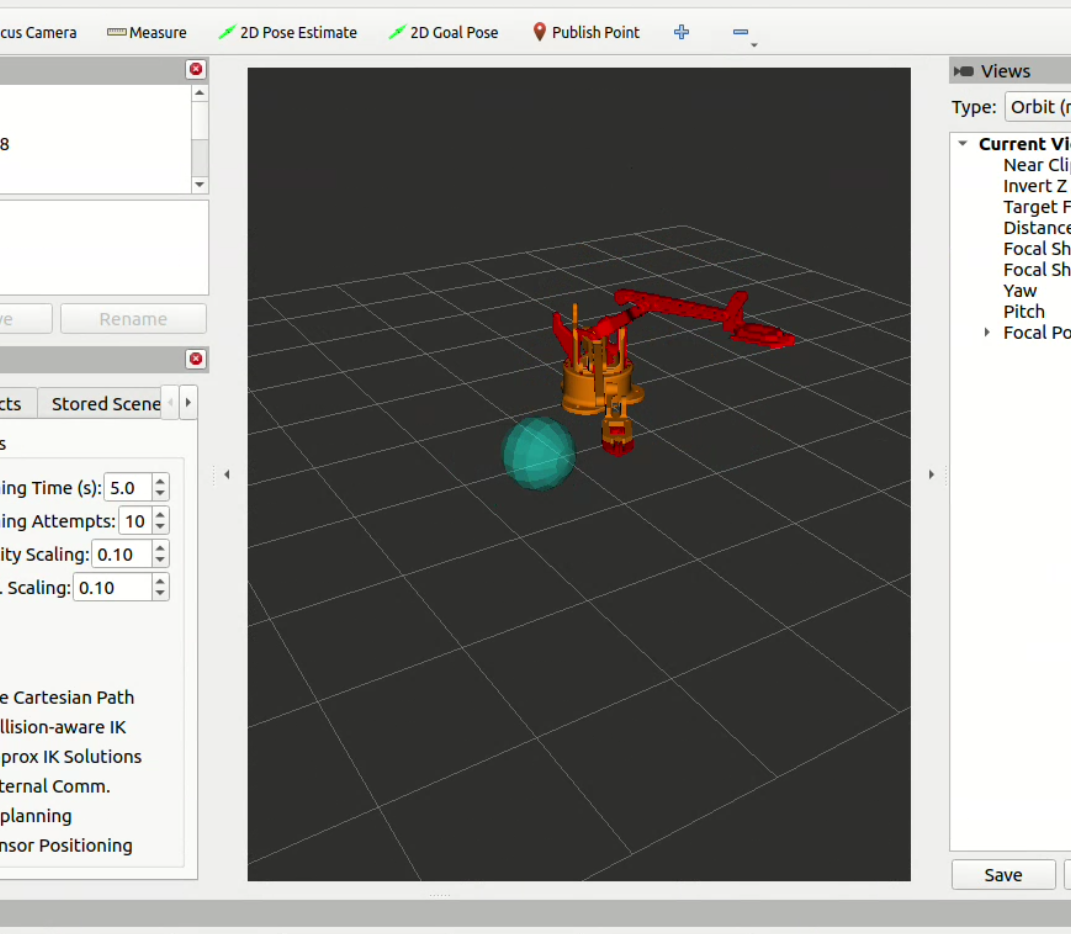 cus Camera
Measure
2D Pose Estimate
2D Goal Pose
Publish Point
8
ve
Rename
cts
Stored Scene
s
ing Time (s): 5.0
ing Attempts: 10
ity Scaling: 0.10
. Scaling: 0.10
e Cartesian Path
llision-aware IK
prox IK Solutions
ternal Comm.
planning
nsor Positioning
Views
Type: Orbit (r
Current Vi
Near Cli
Invert Z
Target F
Distance
Focal Sh
Focal Sh
Yaw
Pitch
Focal Po
Save